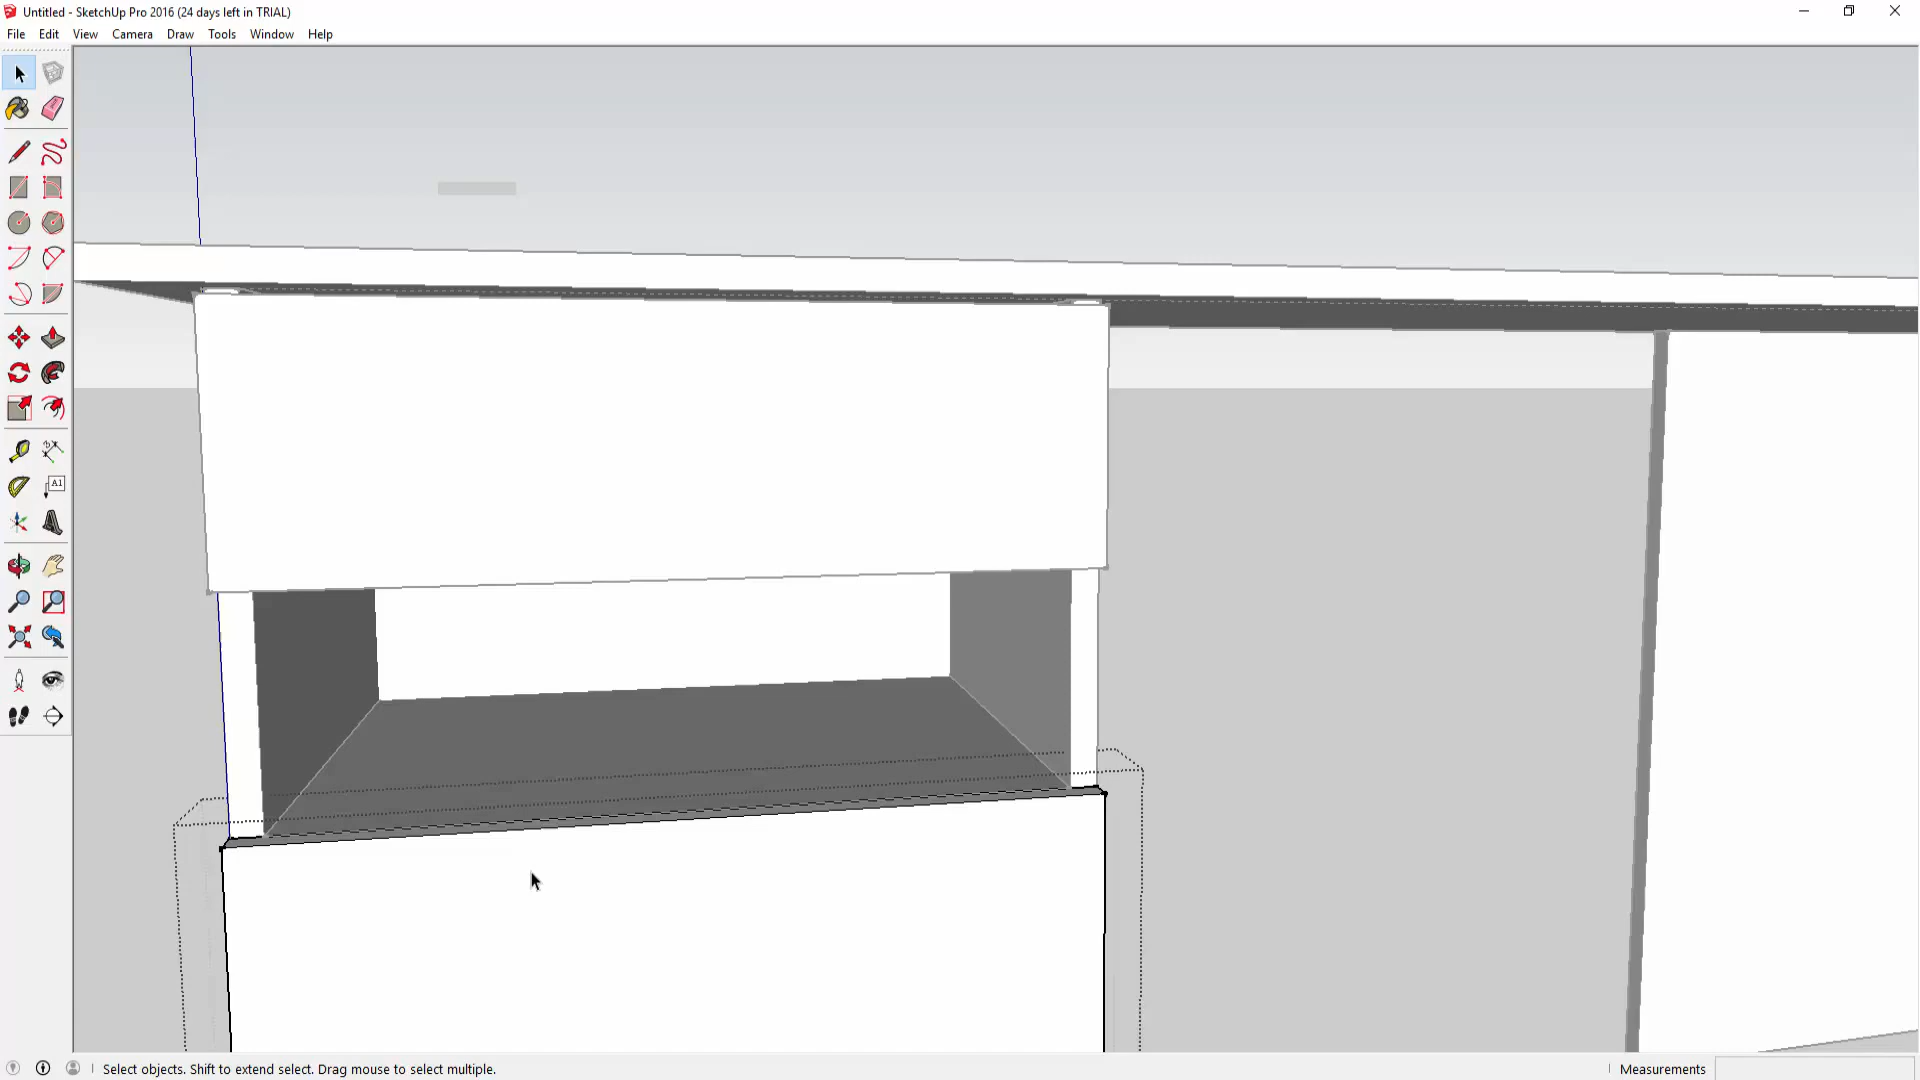 Untitled - SketchUp Pro 2016 (24 days left in TRIAL)
File Edit View Camera Draw Tools Window Help
A1
Select objects. Shift to extend select. Drag mouse to select multiple.
Measurements